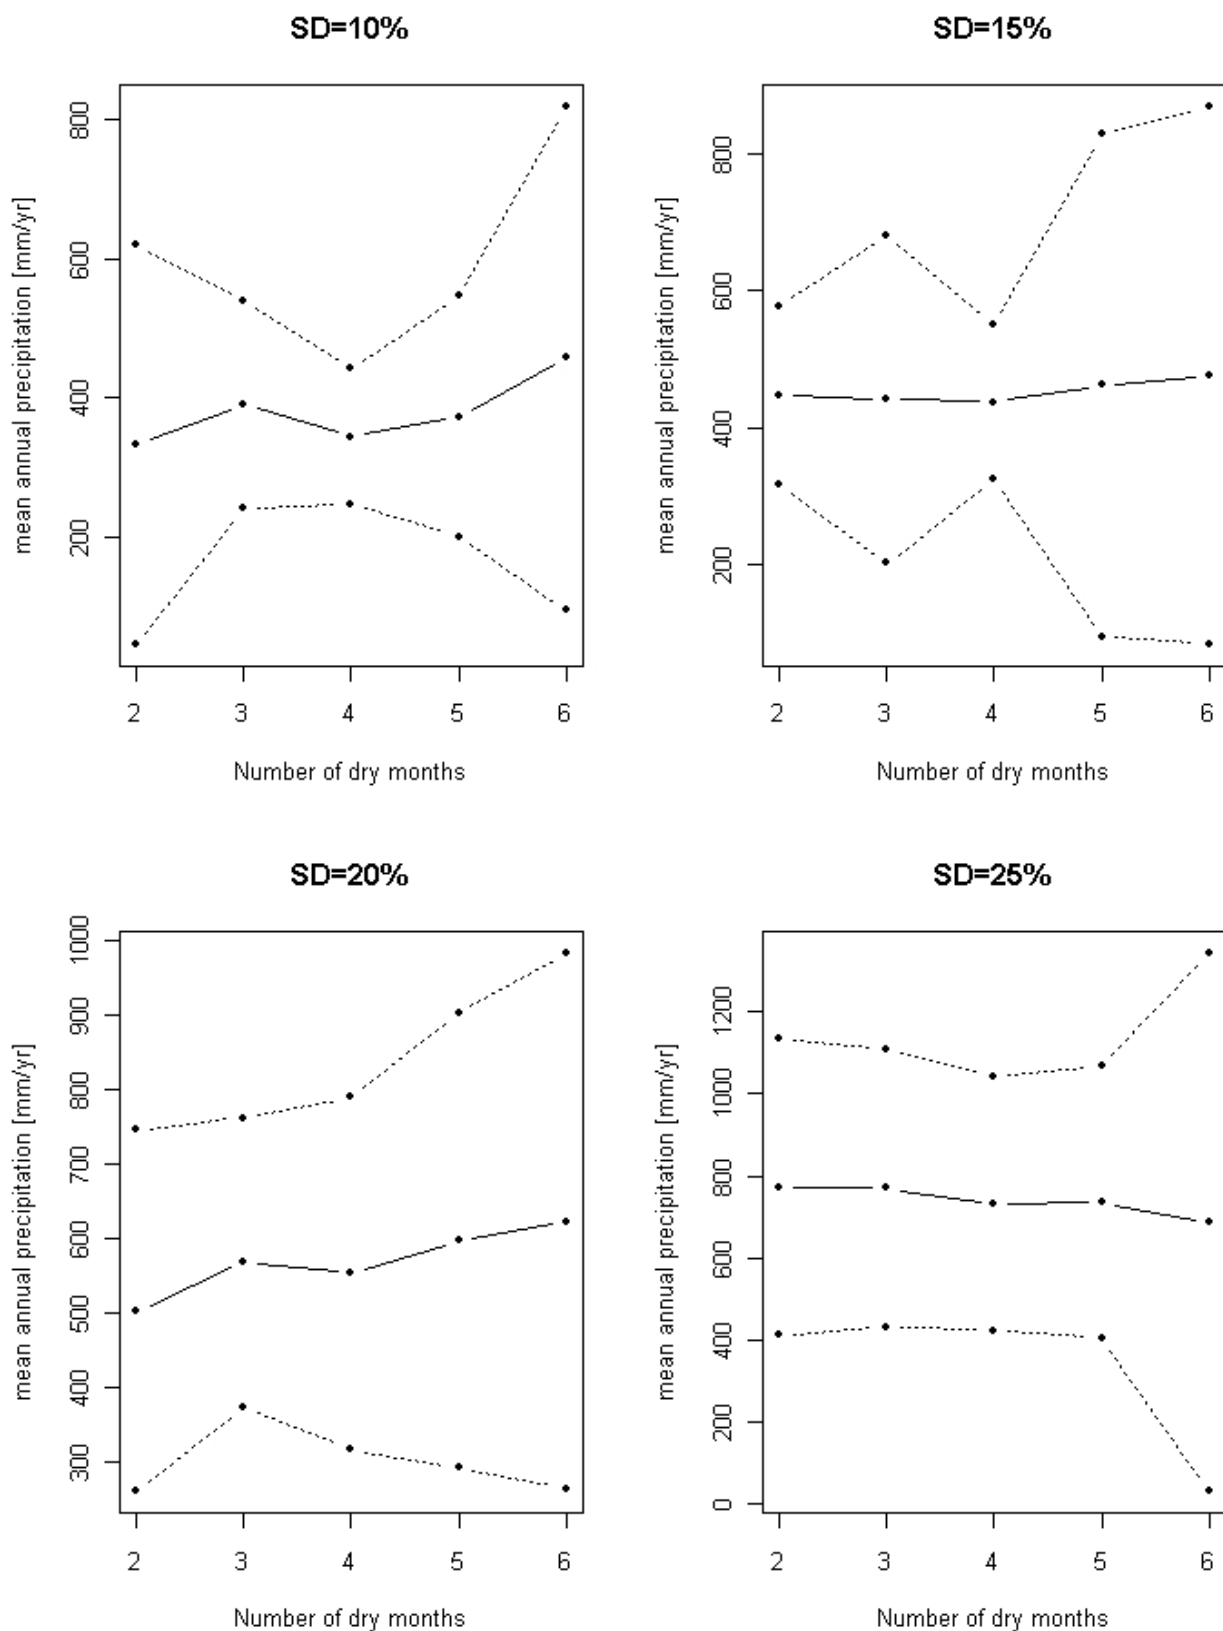 SD=10%
mean annual precipitation [mm/yr]
800
600
400
200
2 3 4 5 6
Number of dry months
SD=15%
mean annual precipitation [mm/yr]
800
600
400
200
2 3 4 5 6
Number of dry months
SD=20%
mean annual precipitation [mm/yr]
1000
900
800
700
600
500
400
300
2 3 4 5 6
Number of dry months
SD=25%
mean annual precipitation [mm/yr]
1200
1000
800
600
400
200
0
2 3 4 5 6
Number of dry months